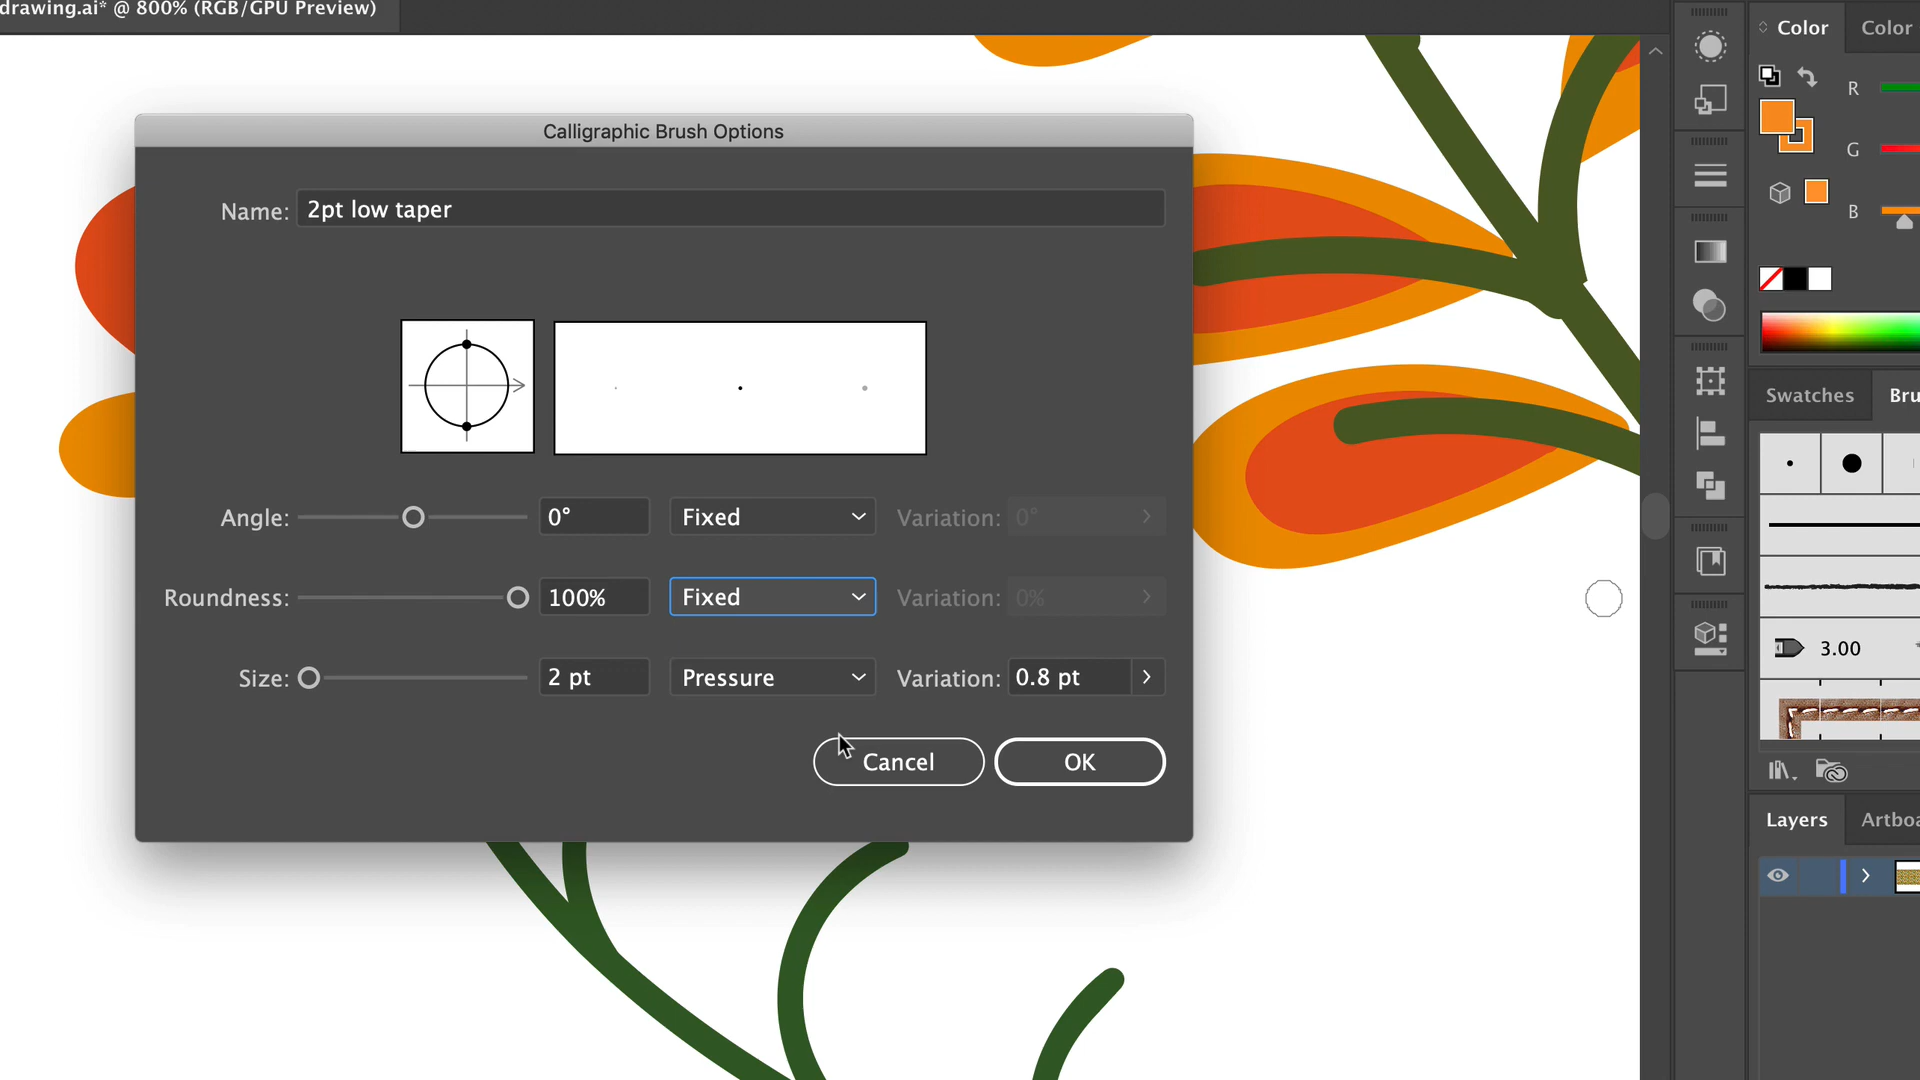 drawing.ai* @ 800% (RGB/GPU Preview)
Color
Color
Calligraphic Brush Options
Name: 2pt low taper
R
G
B
Angle: 0° Fixed Variation: 0°
Roundness: 100% Fixed Variation: 0%
Size: 2 pt Pressure Variation: 0.8 pt
Cancel OK
Swatches Bru
3.00
Layers Artboa